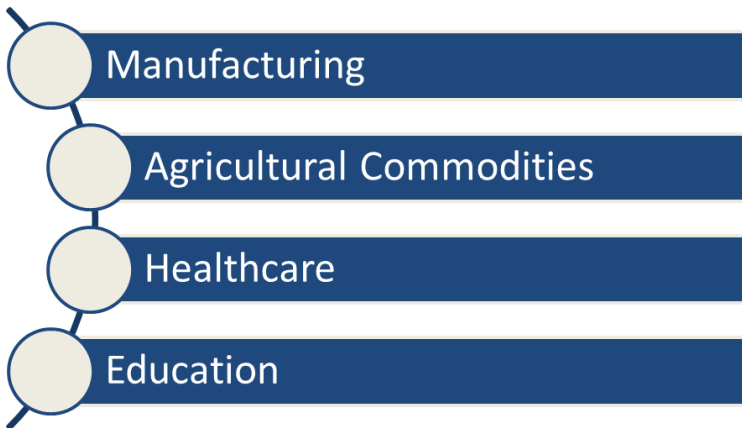 Manufacturing
Agricultural Commodities
Healthcare
Education